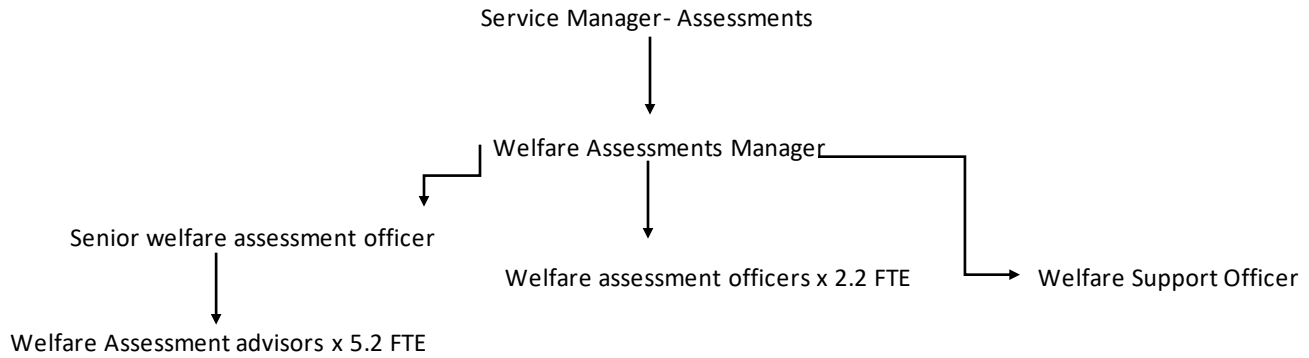 Service Manager- Assessments
Welfare Assessments Manager
Senior welfare assessment officer
Welfare assessment officers x 2.2 FTE
Welfare Support Officer
Welfare Assessment advisors x 5.2 FTE